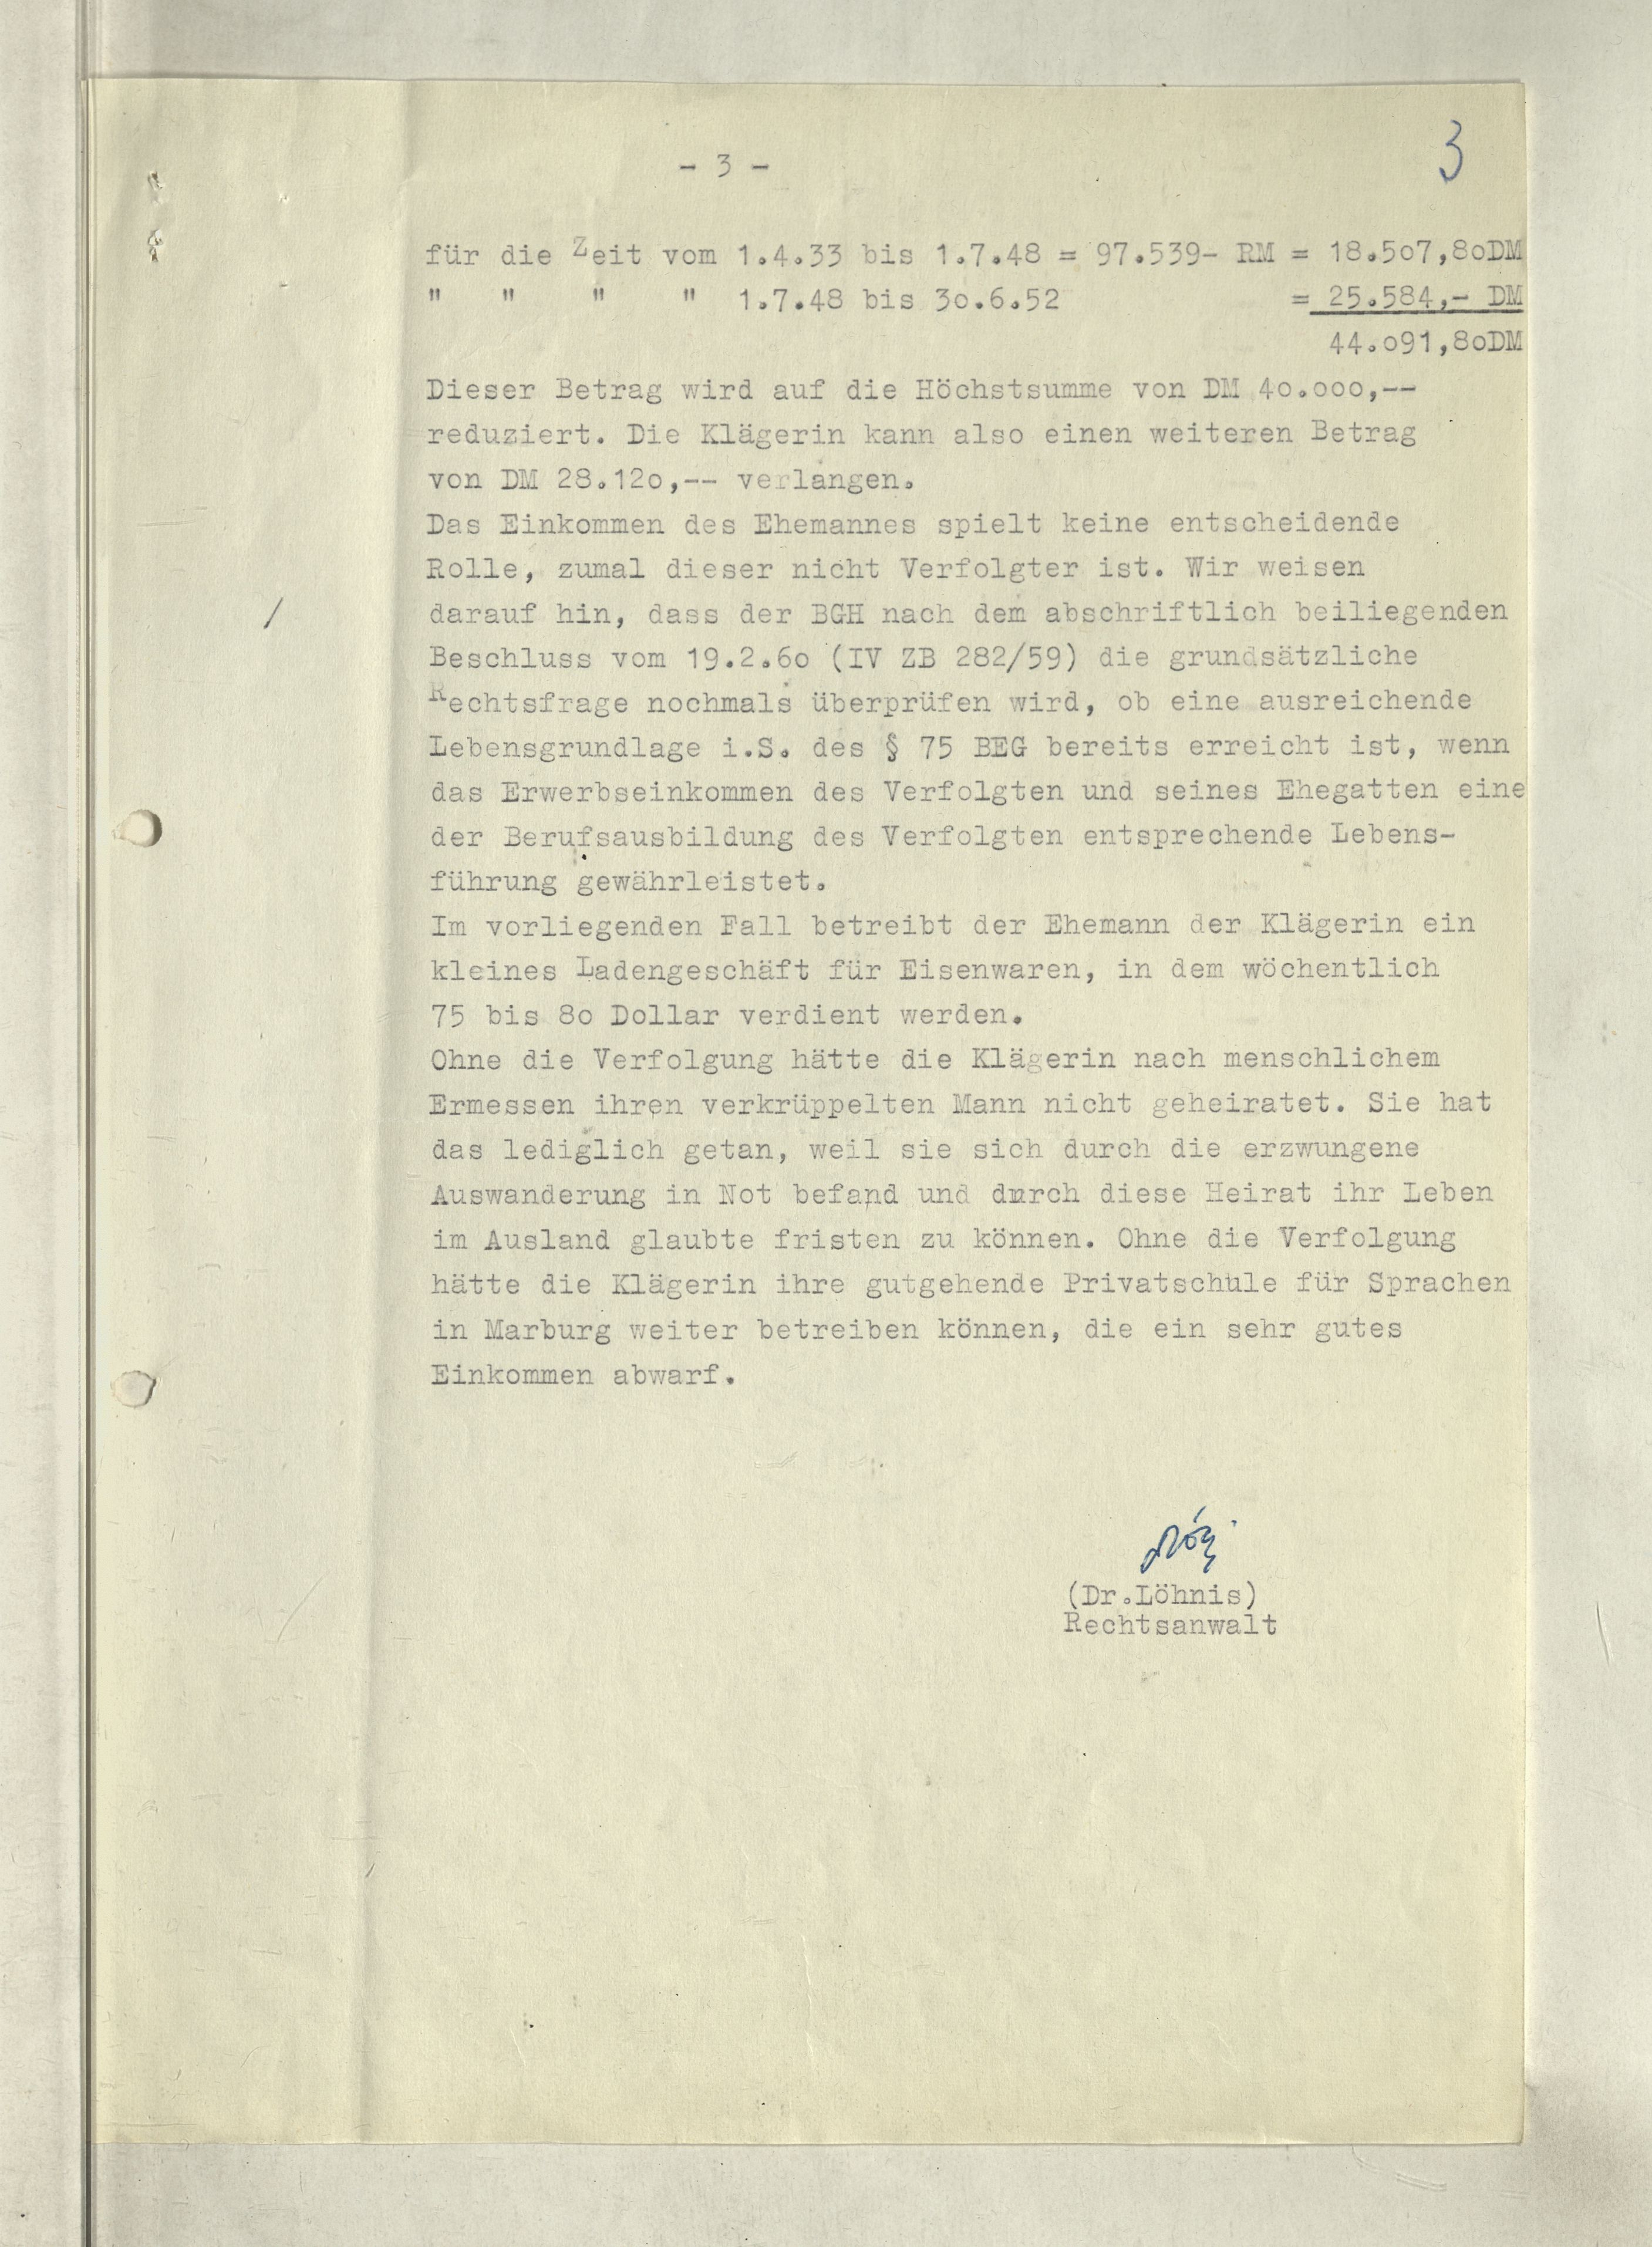 - 3 -
3
für die Zeit vom 1.4.33 bis 1.7.48 = 97.539- RM = 18.5o7,8oDM
" " " " 1.7.48 bis 3o.6.52 = 25.584,- DM
44.o91,8oDM
Dieser Betrag wird auf die Höchstsumme von DM 4o.ooo,--
reduziert. Die Klägerin kann also einen weiteren Betrag
von DM 28.12o,-- verlangen.
Das Einkommen des Ehemannes spielt keine entscheidende
Rolle, zumal dieser nicht Verfolgter ist. Wir weisen
darauf hin, dass der BGH nach dem abschriftlich beiliegenden
Beschluss vom 19.2.6o (IV ZB 282/59) die grundsätzliche
Rechtsfrage nochmals überprüfen wird, ob eine ausreichende
Lebensgrundlage i.S. des § 75 BEG bereits erreicht ist, wenn
das Erwerbseinkommen des Verfolgten und seines Ehegatten eine
der Berufsausbildung des Verfolgten entsprechende Lebens-
führung gewährleistet.
Im vorliegenden Fall betreibt der Ehemann der Klägerin ein
kleines Ladengeschäft für Eisenwaren, in dem wöchentlich
75 bis 8o Dollar verdient werden.
Ohne die Verfolgung hätte die Klägerin nach menschlichem
Ermessen ihren verkrüppelten Mann nicht geheiratet. Sie hat
das lediglich getan, weil sie sich durch die erzwungene
Auswanderung in Not befand und durch diese Heirat ihr Leben
im Ausland glaubte fristen zu können. Ohne die Verfolgung
hätte die Klägerin ihre gutgehende Privatschule für Sprachen
in Marburg weiter betreiben können, die ein sehr gutes
Einkommen abwarf.
(Dr.Löhnis)
Rechtsanwalt